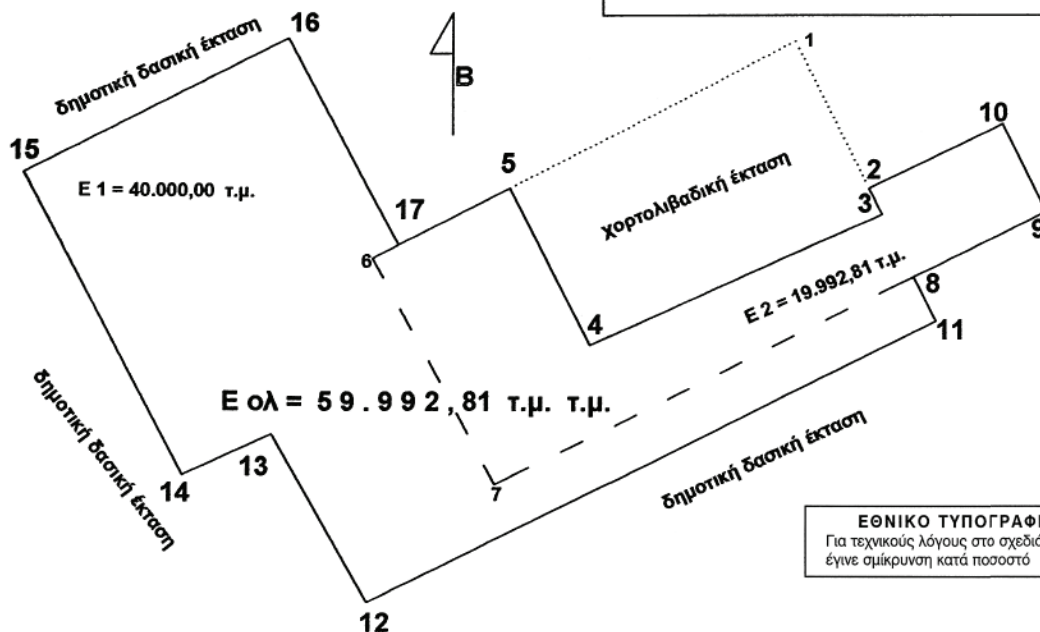 16
δημοτική δασική έκταση
1
Β
10
15
5
2
Ε 1 = 40.000,00 τ.μ.
χορτολιβαδική έκταση
3
17
9
6
8
Ε 2 = 19.992,81 τ.μ.
4
11
δημοτική δασική έκταση
Ε ολ = 59.992,81 τ.μ. τ.μ.
13
14
7
δημοτική δασική έκταση
12
ΕΘΝΙΚΟ ΤΥΠΟΓΡΑΦΕ
Για τεχνικούς λόγους στο σχεδιά
έγινε σμίκρυνση κατά ποσοστό